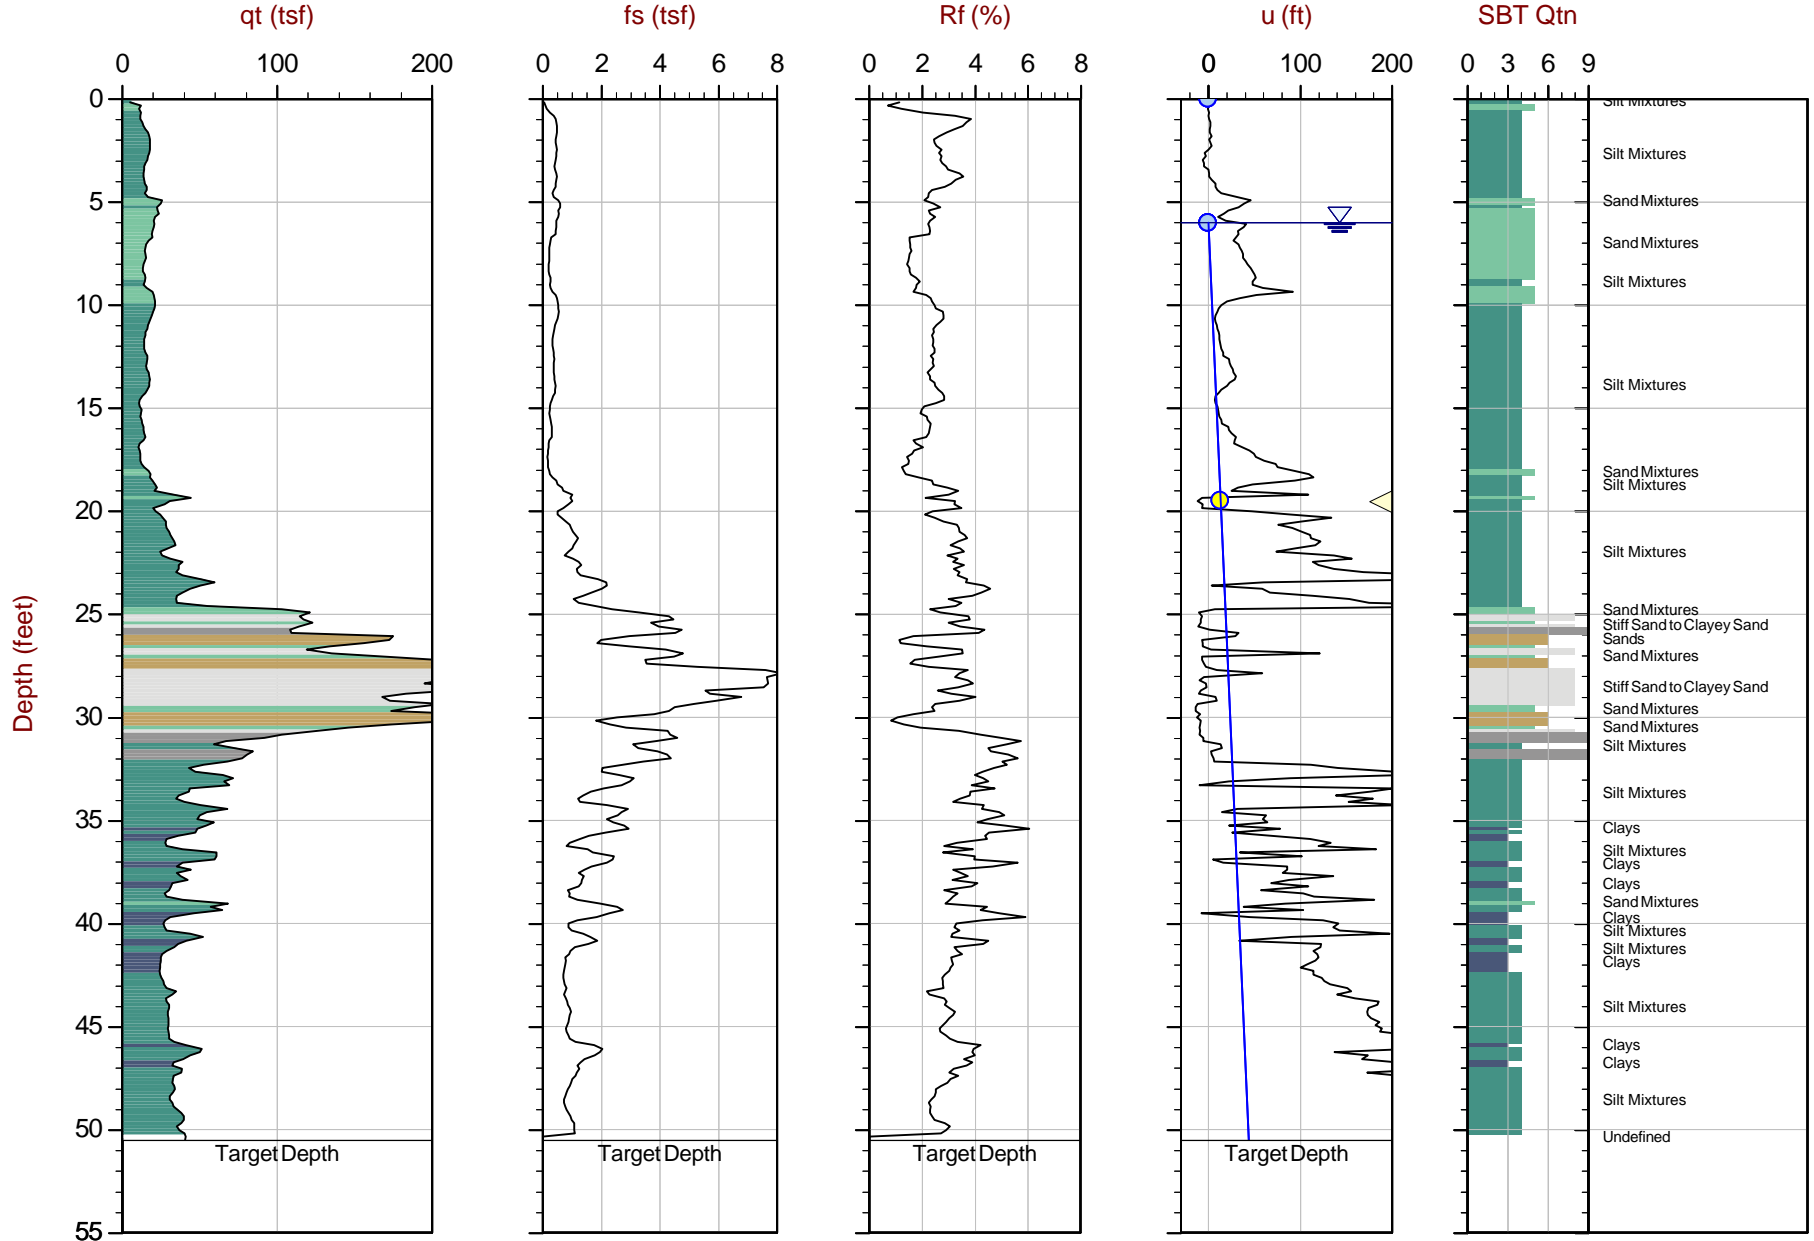 qt (tsf) fs (tsf) Rf (%) u (ft) SBT Qtn
0 100 200 0 2 4 6 8 0 2 4 6 8 0 100 200 0 3 6 9
0
5
10
15
20
25
30
35
40
45
50
55
Depth (feet)
Target Depth Target Depth Target Depth Target Depth
Silt Mixtures
Silt Mixtures
Sand Mixtures
Sand Mixtures
Silt Mixtures
Silt Mixtures
Sand Mixtures
Silt Mixtures
Silt Mixtures
Sand Mixtures
Stiff Sand to Clayey Sand
Sands
Sand Mixtures
Stiff Sand to Clayey Sand
Sand Mixtures
Sand Mixtures
Silt Mixtures
Silt Mixtures
Clays
Silt Mixtures
Clays
Clays
Sand Mixtures
Clays
Silt Mixtures
Silt Mixtures
Clays
Silt Mixtures
Clays
Clays
Silt Mixtures
Undefined